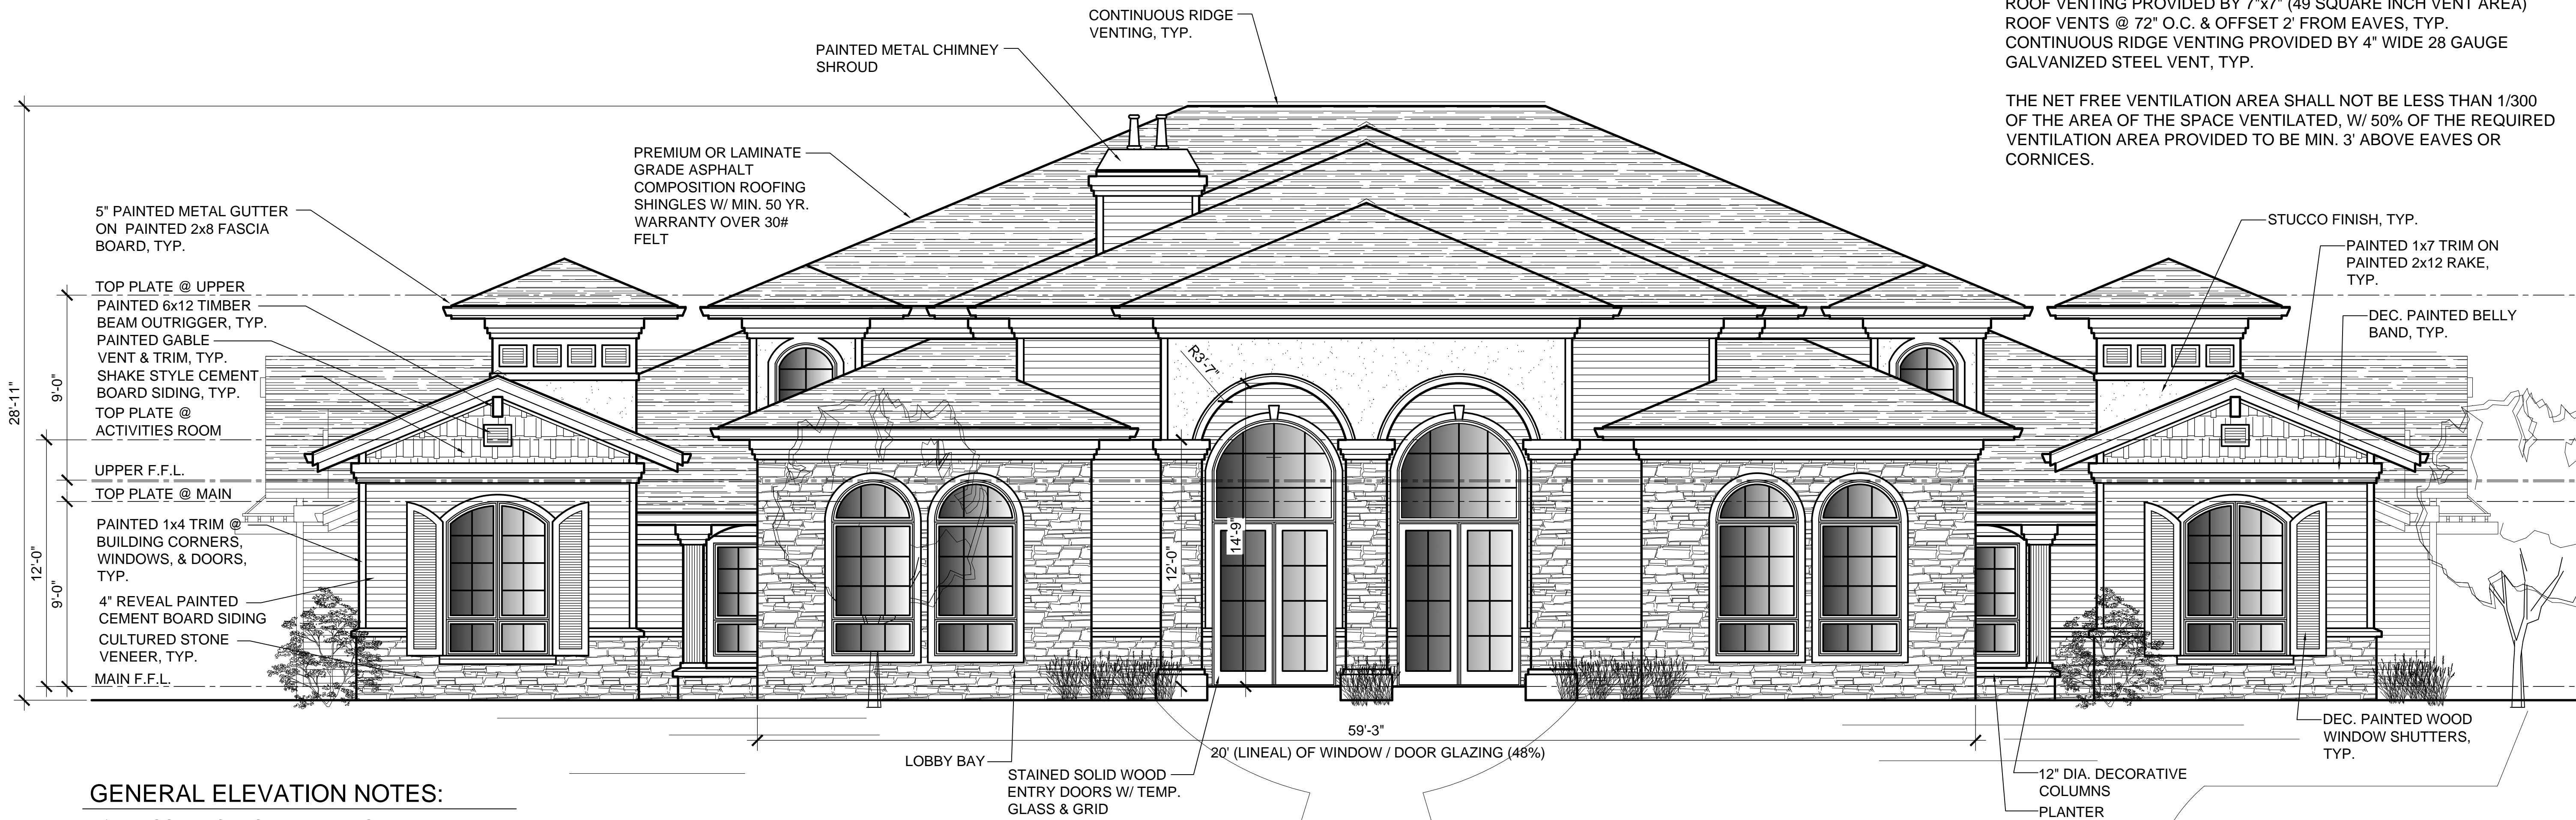 CONTINUOUS RIDGE
VENTING, TYP.
PAINTED METAL CHIMNEY
SHROUD
ROOF VENTING PROVIDED BY 7"x7" (49 SQUARE INCH VENT AREA)
ROOF VENTS @ 72" O.C. & OFFSET 2' FROM EAVES, TYP.
CONTINUOUS RIDGE VENTING PROVIDED BY 4" WIDE 28 GAUGE
GALVANIZED STEEL VENT, TYP.
THE NET FREE VENTILATION AREA SHALL NOT BE LESS THAN 1/300
OF THE AREA OF THE SPACE VENTILATED, W/ 50% OF THE REQUIRED
VENTILATION AREA PROVIDED TO BE MIN. 3' ABOVE EAVES OR
CORNICES.
PREMIUM OR LAMINATE
GRADE ASPHALT
COMPOSITION ROOFING
SHINGLES W/ MIN. 50 YR.
WARRANTY OVER 30#
FELT
5" PAINTED METAL GUTTER
ON PAINTED 2x8 FASCIA
BOARD, TYP.
TOP PLATE @ UPPER
PAINTED 6x12 TIMBER
BEAM OUTRIGGER, TYP.
PAINTED GABLE
VENT & TRIM, TYP.
SHAKE STYLE CEMENT
BOARD SIDING, TYP.
TOP PLATE @
ACTIVITIES ROOM
UPPER F.F.L.
TOP PLATE @ MAIN
PAINTED 1x4 TRIM @
BUILDING CORNERS,
WINDOWS, & DOORS,
TYP.
4" REVEAL PAINTED
CEMENT BOARD SIDING
CULTURED STONE
VENEER, TYP.
MAIN F.F.L.
28'-11"
9'-0"
12'-0"
9'-0"
R3'-7"
12'-0"
14'-9"
STUCCO FINISH, TYP.
PAINTED 1x7 TRIM ON
PAINTED 2x12 RAKE,
TYP.
DEC. PAINTED BELLY
BAND, TYP.
DEC. PAINTED WOOD
WINDOW SHUTTERS,
TYP.
12" DIA. DECORATIVE
COLUMNS
PLANTER
59'-3"
20' (LINEAL) OF WINDOW / DOOR GLAZING (48%)
LOBBY BAY
STAINED SOLID WOOD
ENTRY DOORS W/ TEMP.
GLASS & GRID
GENERAL ELEVATION NOTES: